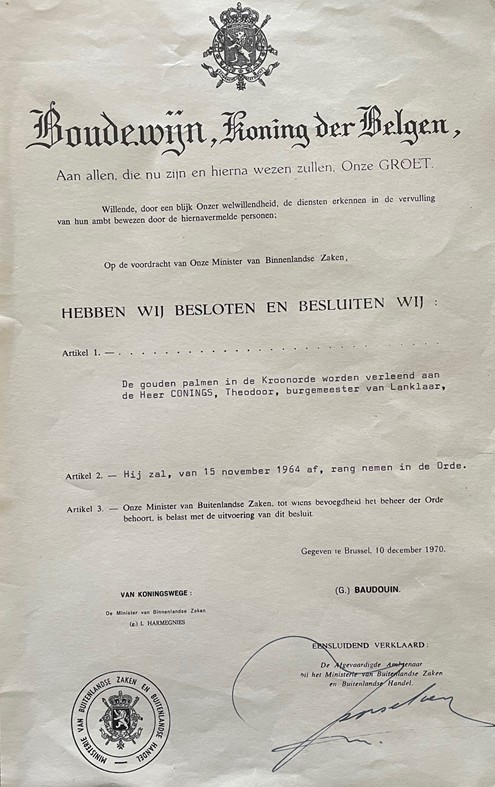 Boudewijn, Koning der Belgen,
Aan allen, die nu zijn en hierna wezen zullen, Onze GROET.
Willende, door een blijk Onzer welwillendheid, de diensten erkennen in de vervulling
van hun ambt bewezen door de hiernavermelde personen;
Op de voordracht van Onze Minister van Binnenlandse Zaken,
HEBBEN WIJ BESLOTEN EN BESLUITEN WIJ :
Artikel 1. — . . . . . . . . . . . . . . . . . . . . . . . . . .
De gouden palmen in de Kroonorde worden verleend aan
de Heer CONINGS, Theodoor, burgemeester van Lanklaar,
Artikel 2. — Hij zal, van 15 november 1964 af, rang nemen in de Orde.
Artikel 3. — Onze Minister van Buitenlandse Zaken, tot wiens bevoegdheid het beheer der Orde
behoort, is belast met de uitvoering van dit besluit.
Gegeven te Brussel, 10 december 1970.
VAN KONINGSWEGE :
De Minister van Binnenlandse Zaken
(g.) L HARMEGNIES
(G.) BAUDOUIN.
EENSLUIDEND VERKLAARD :
De Afgevaardigde Ambtenaar
bij het Ministerie van Buitenlandse Zaken
en Buitenlandse Handel.
MINISTERIE VAN BUITENLANDSE ZAKEN EN BUITENLANDSE HANDEL